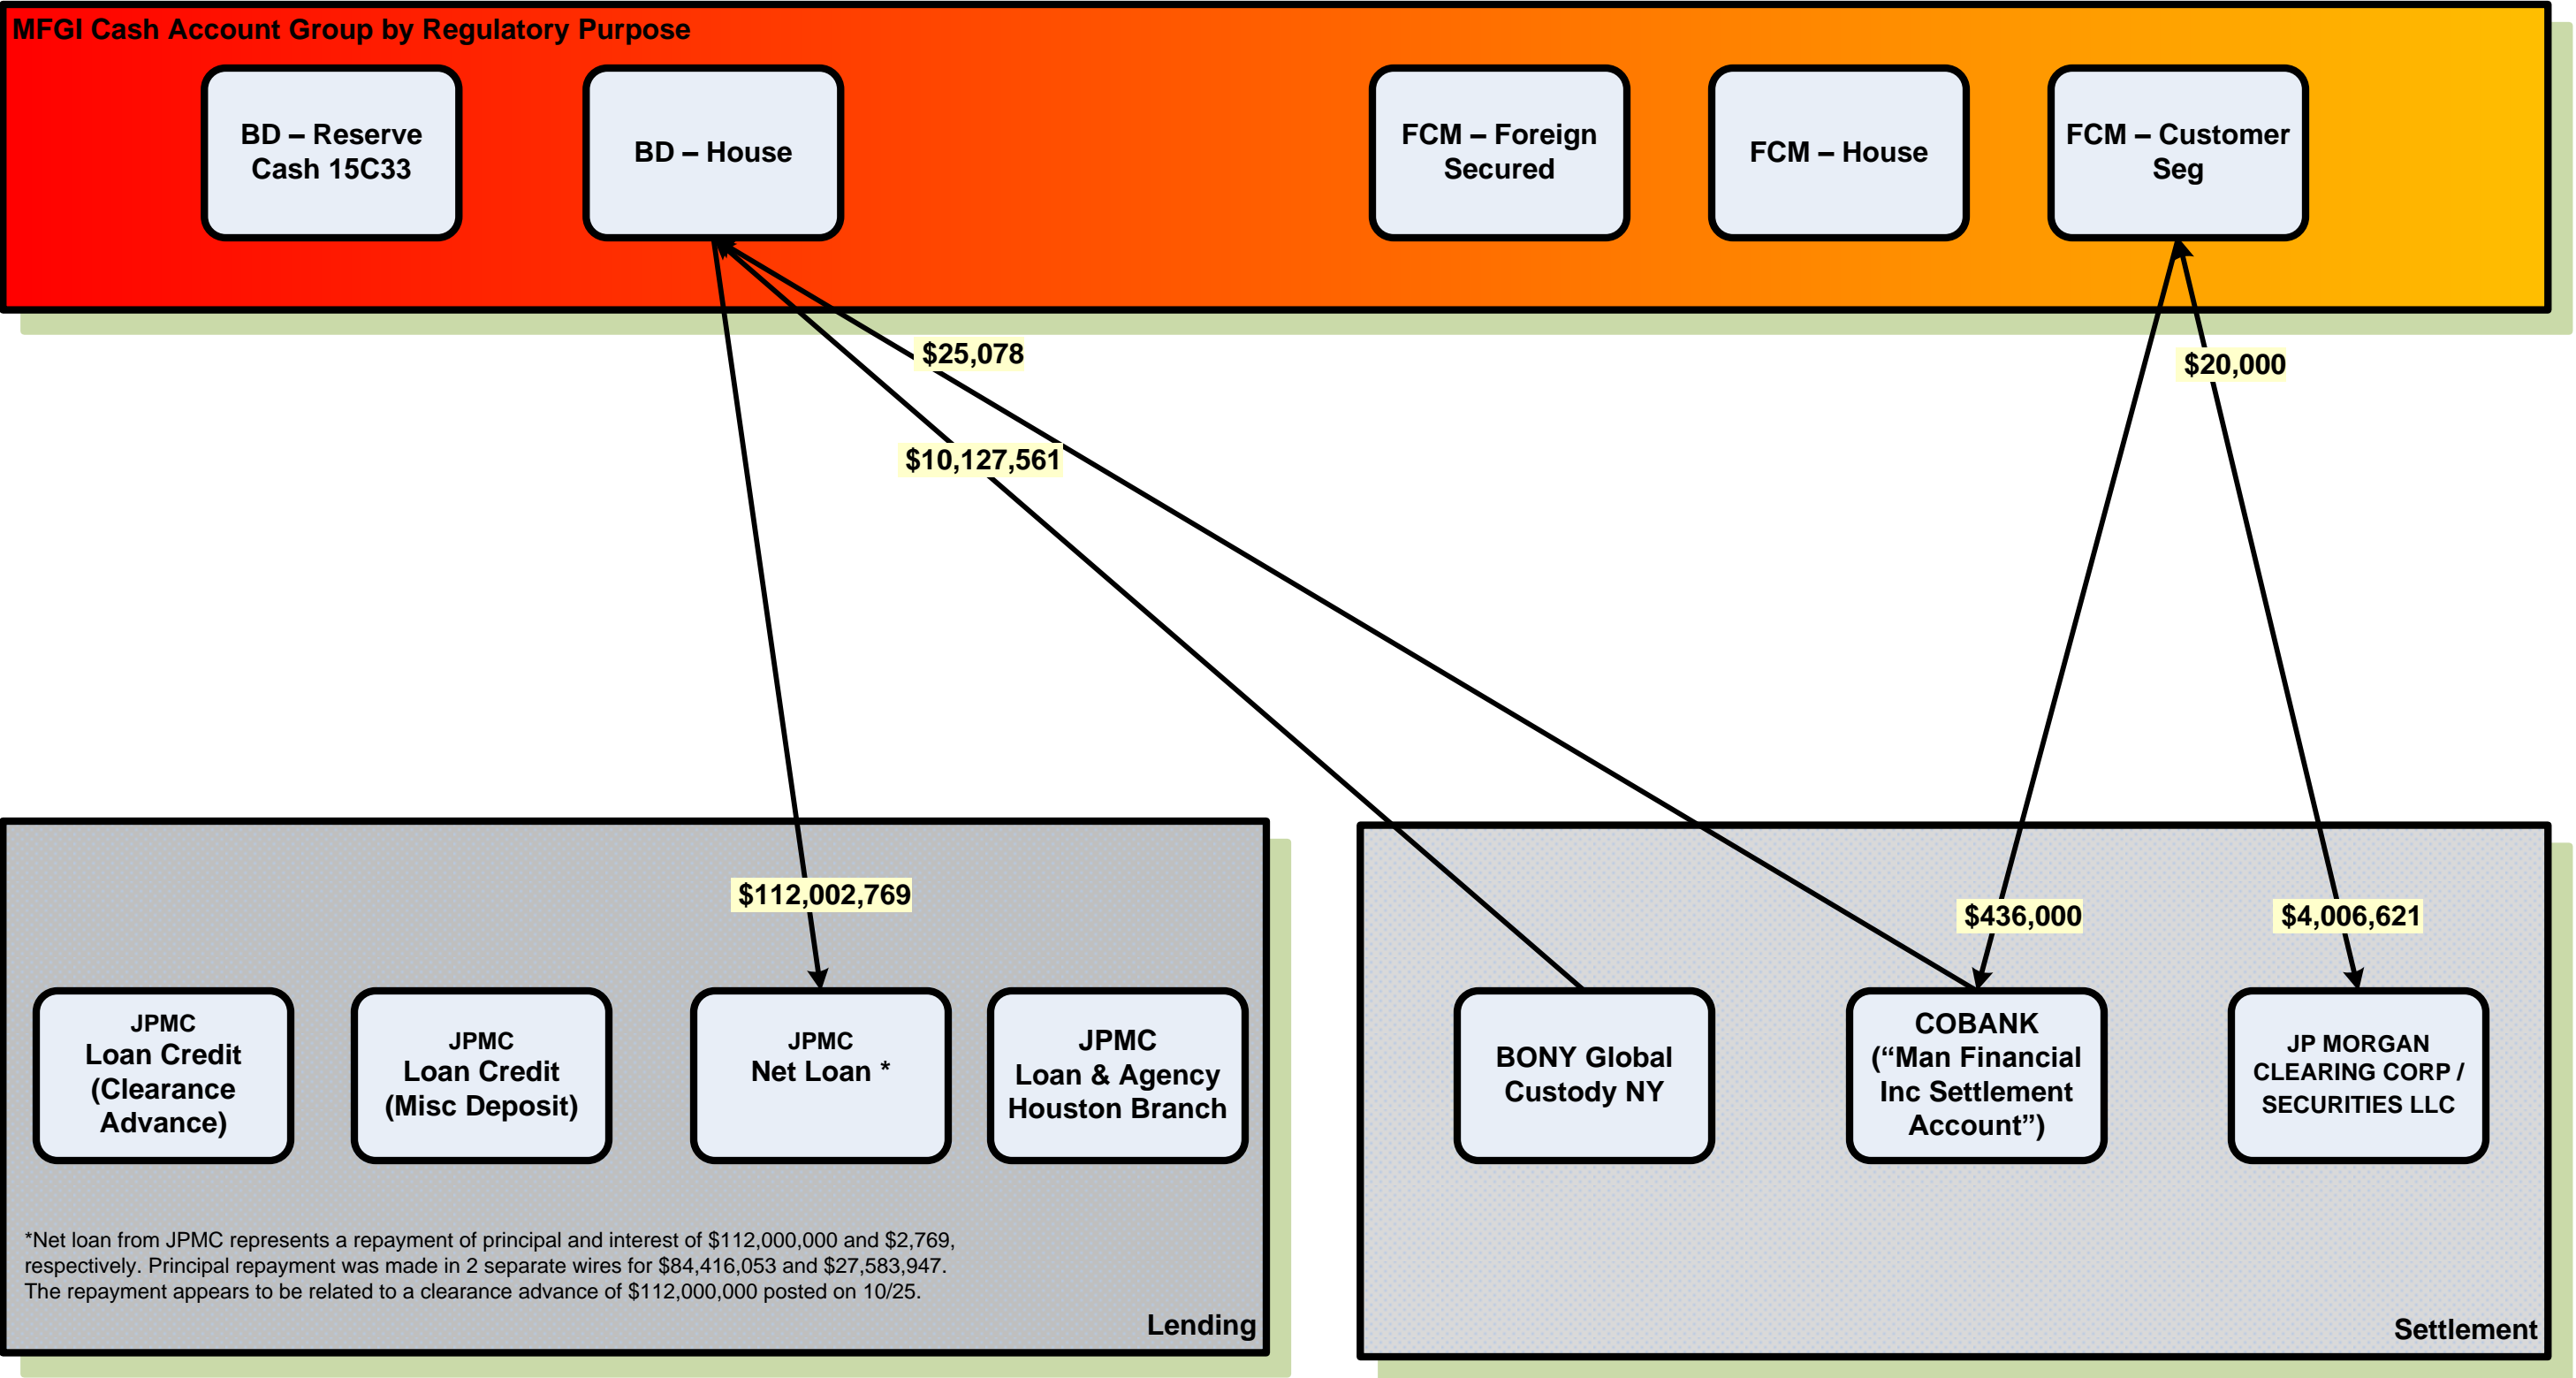 MFGI Cash Account Group by Regulatory Purpose
BD – Reserve
Cash 15C33
BD – House
FCM – Foreign
Secured
FCM – House
FCM – Customer
Seg
$25,078
$20,000
$10,127,561
$112,002,769
$436,000
$4,006,621
JPMC
Loan Credit
(Clearance
Advance)
JPMC
Loan Credit
(Misc Deposit)
JPMC
Net Loan *
JPMC
Loan & Agency
Houston Branch
*Net loan from JPMC represents a repayment of principal and interest of $112,000,000 and $2,769,
respectively. Principal repayment was made in 2 separate wires for $84,416,053 and $27,583,947.
The repayment appears to be related to a clearance advance of $112,000,000 posted on 10/25.
Lending
BONY Global
Custody NY
COBANK
(“Man Financial
Inc Settlement
Account”)
JP MORGAN
CLEARING CORP /
SECURITIES LLC
Settlement